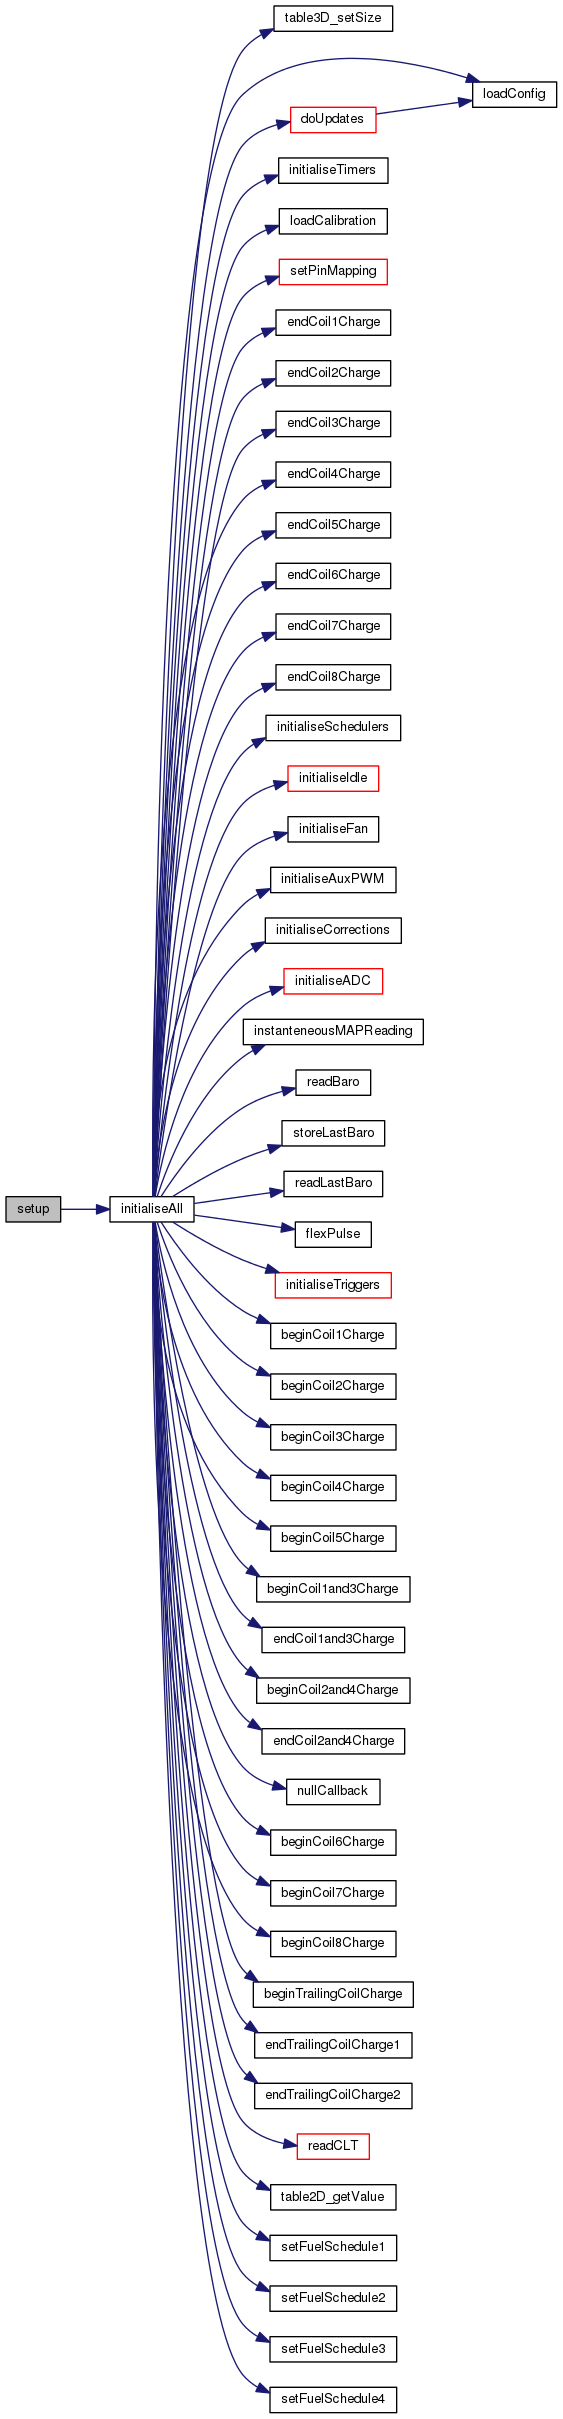 table3D_setSize
loadConfig
doUpdates
initialiseTimers
loadCalibration
setPinMapping
endCoil1Charge
endCoil2Charge
endCoil3Charge
endCoil4Charge
endCoil5Charge
endCoil6Charge
endCoil7Charge
endCoil8Charge
initialiseSchedulers
initialiseIdle
initialiseFan
initialiseAuxPWM
initialiseCorrections
initialiseADC
instanteneousMAPReading
readBaro
storeLastBaro
readLastBaro
setup
initialiseAll
flexPulse
initialiseTriggers
beginCoil1Charge
beginCoil2Charge
beginCoil3Charge
beginCoil4Charge
beginCoil5Charge
beginCoil1and3Charge
endCoil1and3Charge
beginCoil2and4Charge
endCoil2and4Charge
nullCallback
beginCoil6Charge
beginCoil7Charge
beginCoil8Charge
beginTrailingCoilCharge
endTrailingCoilCharge1
endTrailingCoilCharge2
readCLT
table2D_getValue
setFuelSchedule1
setFuelSchedule2
setFuelSchedule3
setFuelSchedule4